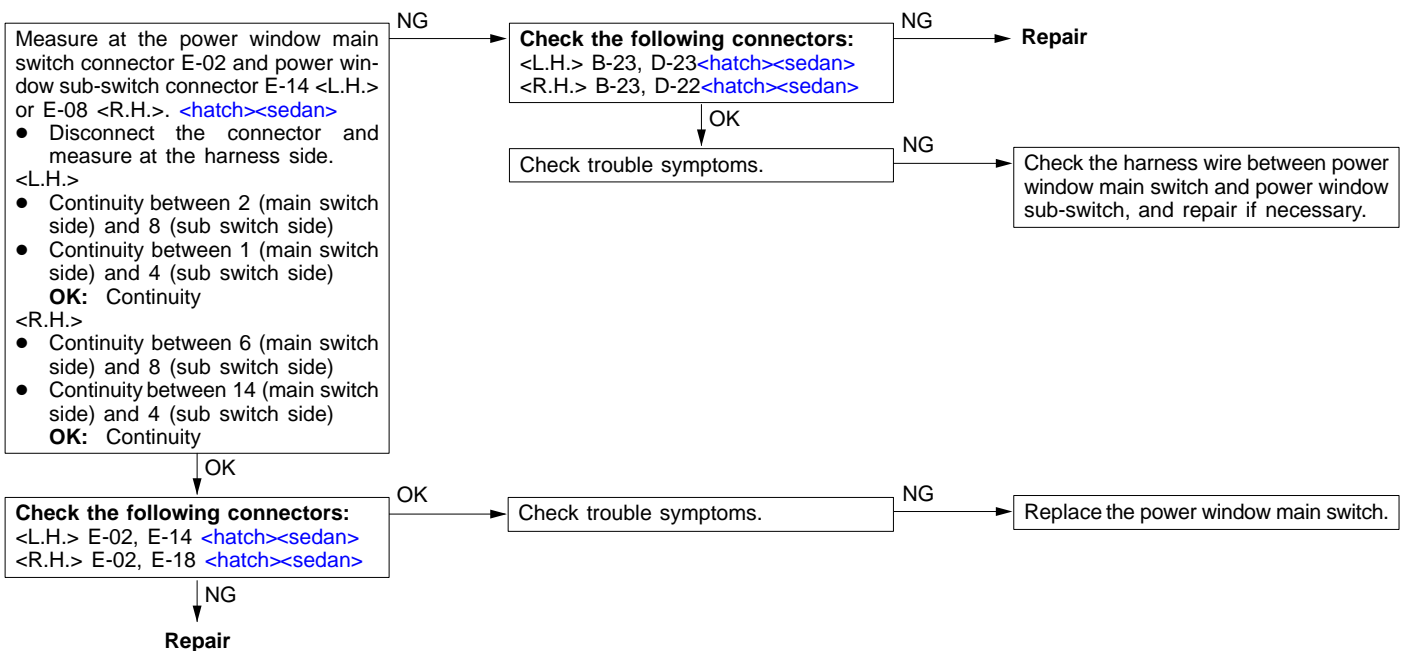 Measure at the power window main
switch connector E-02 and power win-
dow sub-switch connector E-14 <L.H.>
or E-08 <R.H.>. <hatch><sedan>
● Disconnect the connector and
measure at the harness side.
<L.H.>
● Continuity between 2 (main switch
side) and 8 (sub switch side)
● Continuity between 1 (main switch
side) and 4 (sub switch side)
OK: Continuity
<R.H.>
● Continuity between 6 (main switch
side) and 8 (sub switch side)
● Continuity between 14 (main switch
side) and 4 (sub switch side)
OK: Continuity
NG
Check the following connectors:
<L.H.> B-23, D-23<hatch><sedan>
<R.H.> B-23, D-22<hatch><sedan>
NG
Repair
OK
Check trouble symptoms.
NG
Check the harness wire between power
window main switch and power window
sub-switch, and repair if necessary.
OK
Check the following connectors:
<L.H.> E-02, E-14 <hatch><sedan>
<R.H.> E-02, E-18 <hatch><sedan>
OK
Check trouble symptoms.
NG
Replace the power window main switch.
NG
Repair